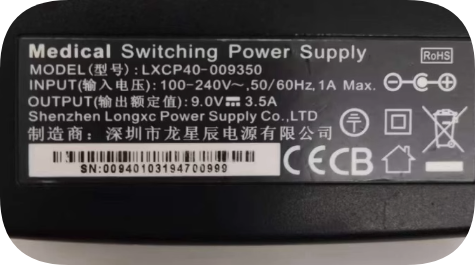 Medical Switching Power Supply
RoHS
MODEL(型号):LXCP40-009350
INPUT(输入电压):100-240V~,50/60Hz,1A Max.
OUTPUT(输出额定值):9.0V⎓3.5A
Shenzhen Longxc Power Supply Co.,LTD
制造商:深圳市龙星辰电源有限公司
CE CB
SN:00940103194700999